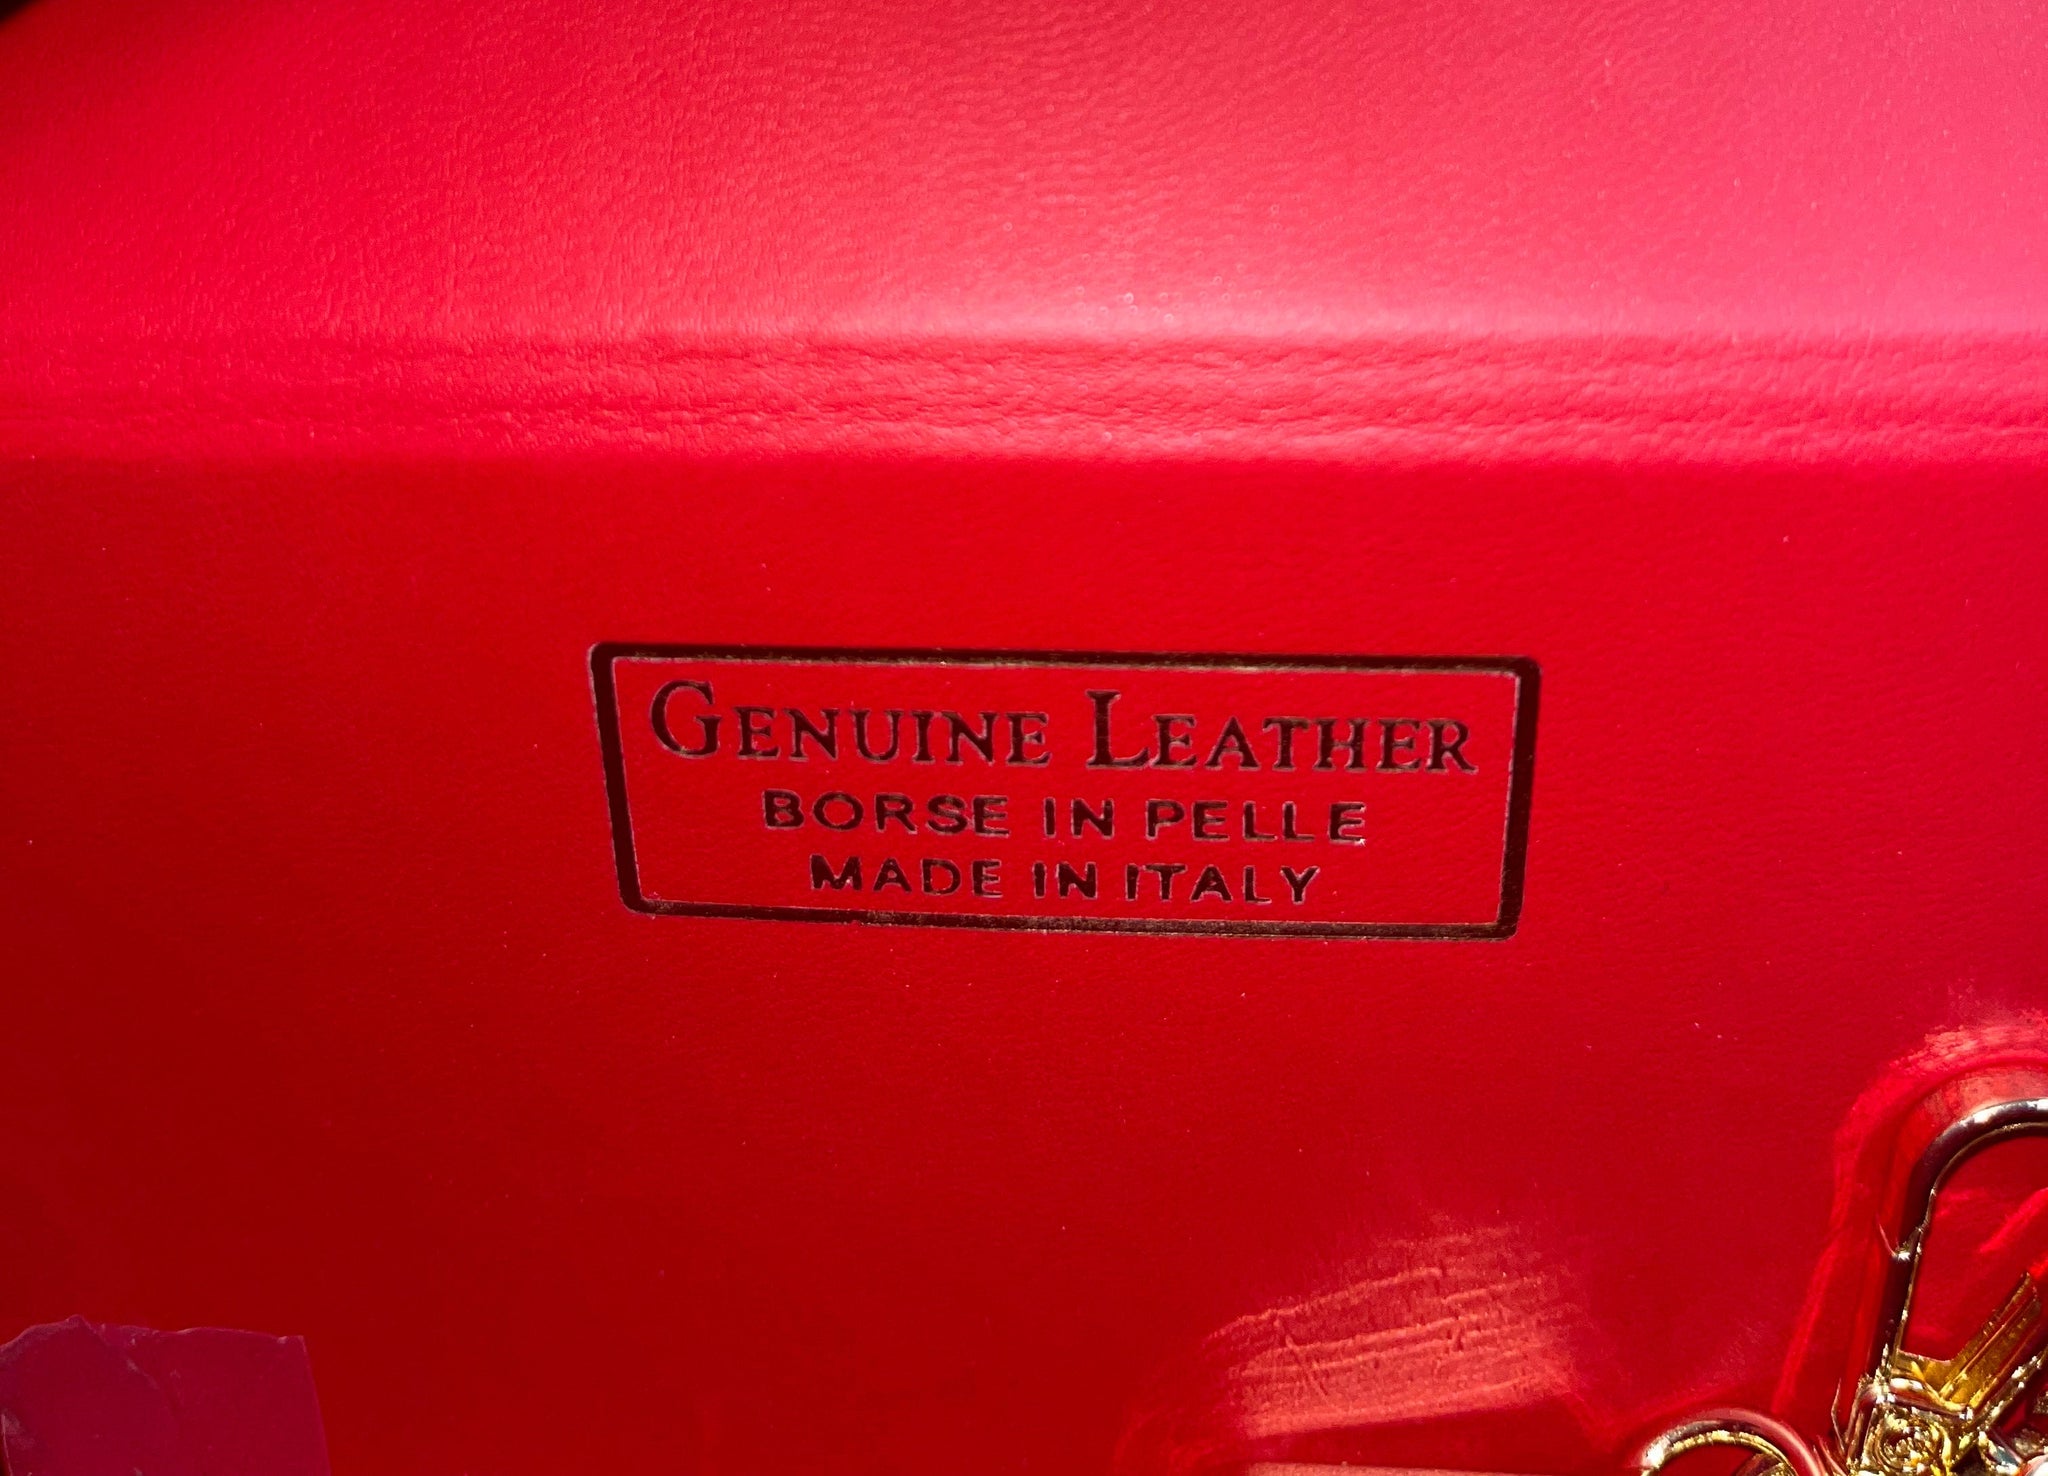 GENUINE LEATHER
BORSE IN PELLE
MADE IN ITALY